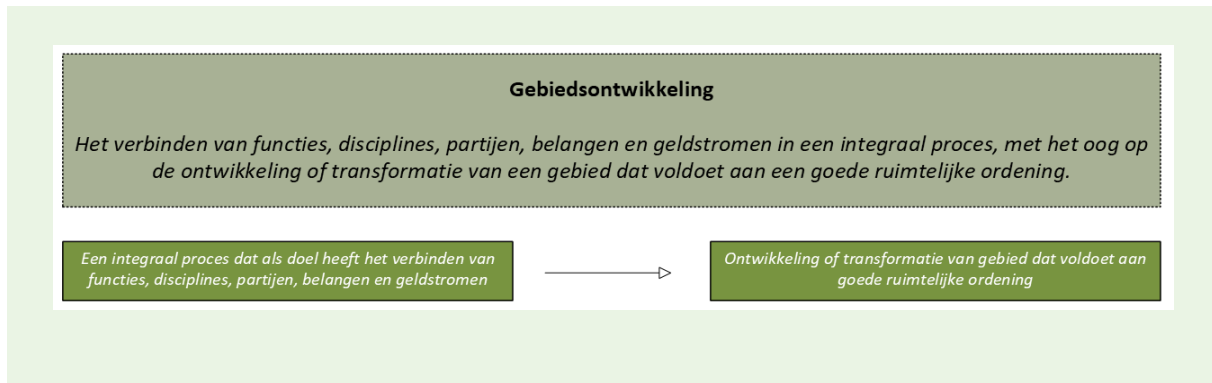 Gebiedsontwikkeling
Het verbinden van functies, disciplines, partijen, belangen en geldstromen in een integraal proces, met het oog op
de ontwikkeling of transformatie van een gebied dat voldoet aan een goede ruimtelijke ordening.
Een integraal proces dat als doel heeft het verbinden van
functies, disciplines, partijen, belangen en geldstromen
Ontwikkeling of transformatie van gebied dat voldoet aan
goede ruimtelijke ordening